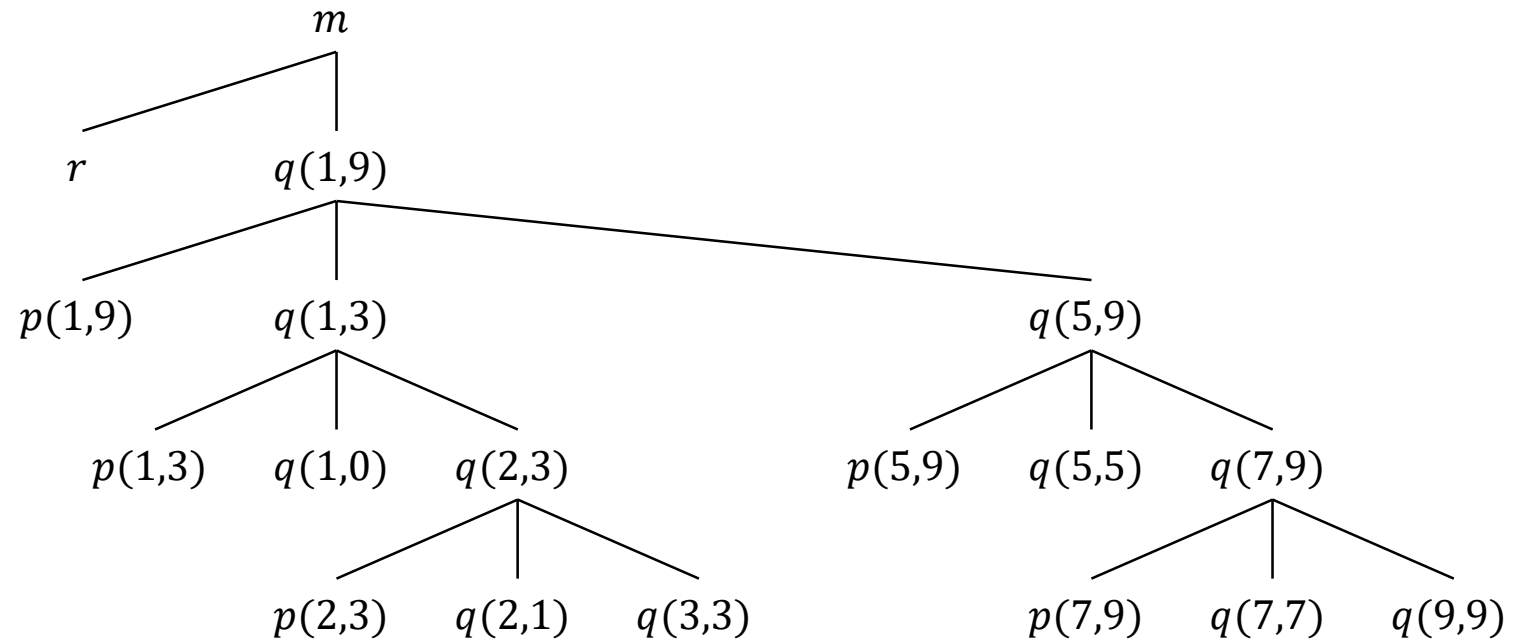 m
r q(1,9)
p(1,9) q(1,3) q(5,9)
p(1,3) q(1,0) q(2,3) p(5,9) q(5,5) q(7,9)
p(2,3) q(2,1) q(3,3) p(7,9) q(7,7) q(9,9)